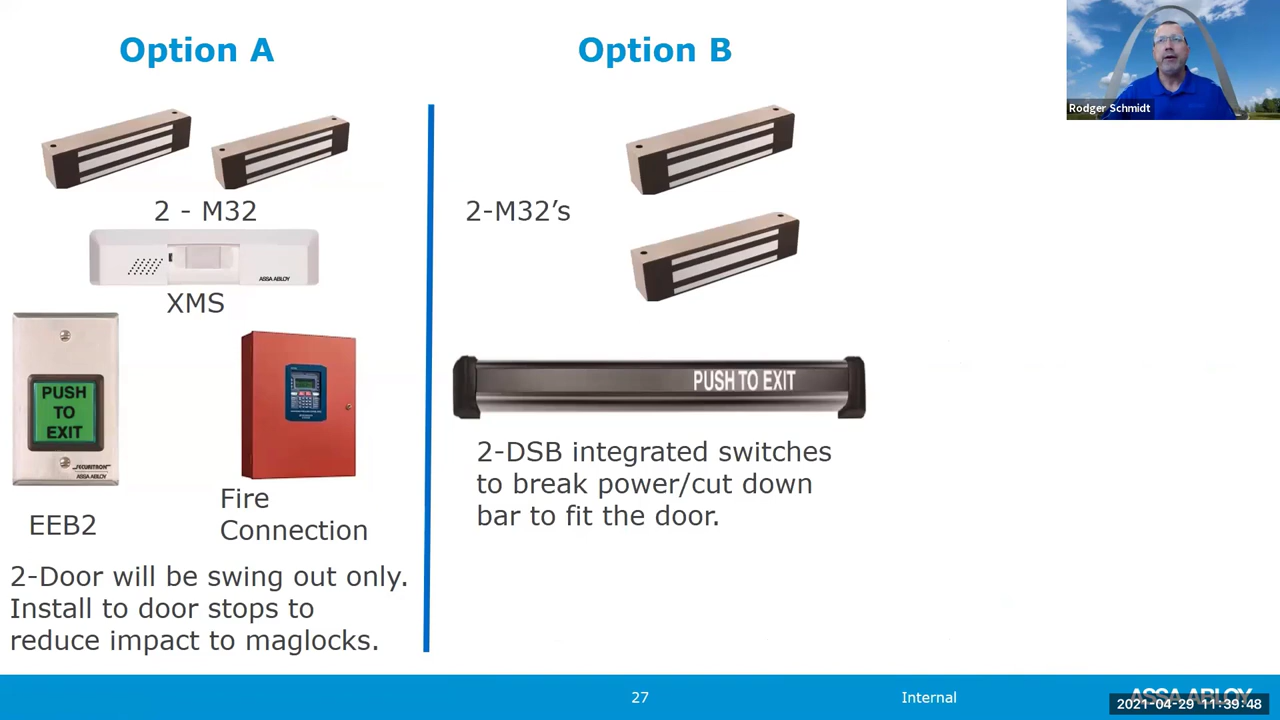 Option A
2 - M32
XMS
ASSA ABLOY
PUSH
TO
EXIT
SECURITRON
ASSA ABLOY
EEB2
Fire
Connection
2-Door will be swing out only.
Install to door stops to
reduce impact to maglocks.
Option B
2-M32’s
PUSH TO EXIT
2-DSB integrated switches
to break power/cut down
bar to fit the door.
Rodger Schmidt
27
Internal
ASSA ABLOY
2021-04-29 11:39:48